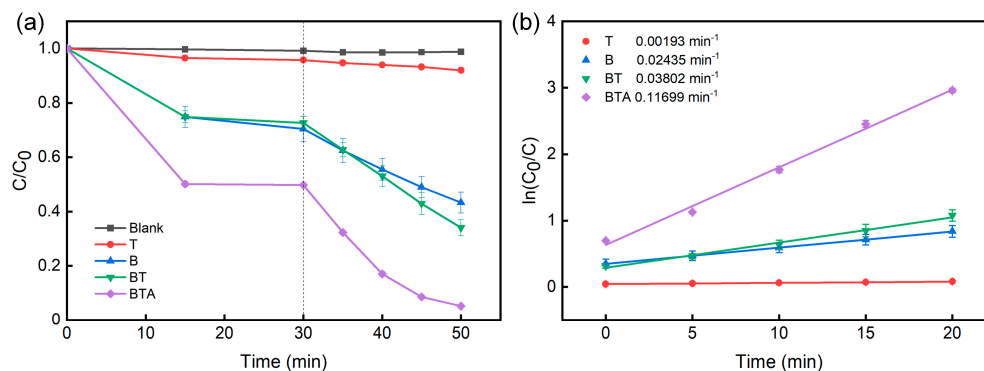 (a)
C/C₀
1.0
0.8
0.6
0.4
0.2
0.0
Blank
T
B
BT
BTA
0 10 20 30 40 50
Time (min)
(b)
ln(C₀/C)
4
3
2
1
0
T 0.00193 min⁻¹
B 0.02435 min⁻¹
BT 0.03802 min⁻¹
BTA 0.11699 min⁻¹
0 5 10 15 20
Time (min)